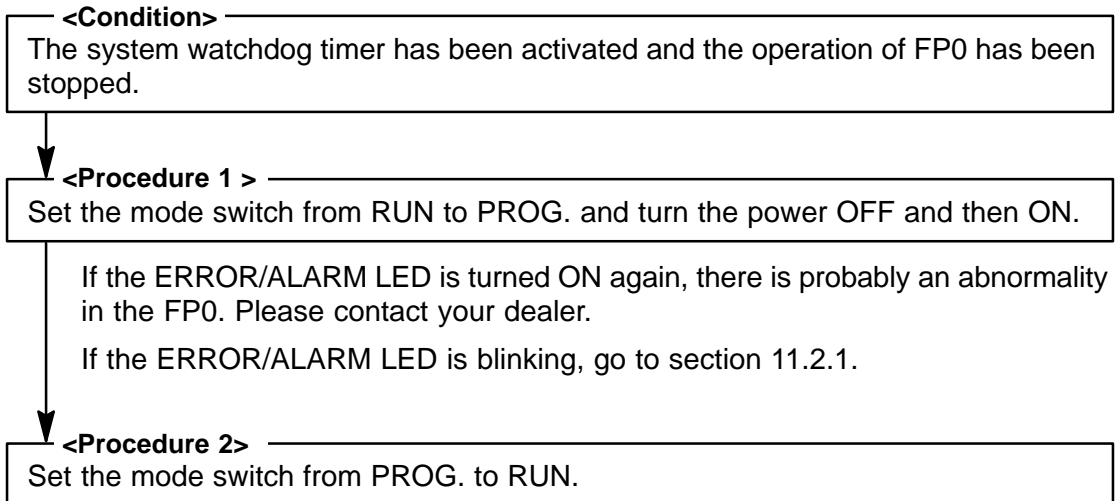 <Condition>
The system watchdog timer has been activated and the operation of FP0 has been
stopped.
<Procedure 1 >
Set the mode switch from RUN to PROG. and turn the power OFF and then ON.
If the ERROR/ALARM LED is turned ON again, there is probably an abnormality
in the FP0. Please contact your dealer.
If the ERROR/ALARM LED is blinking, go to section 11.2.1.
<Procedure 2>
Set the mode switch from PROG. to RUN.